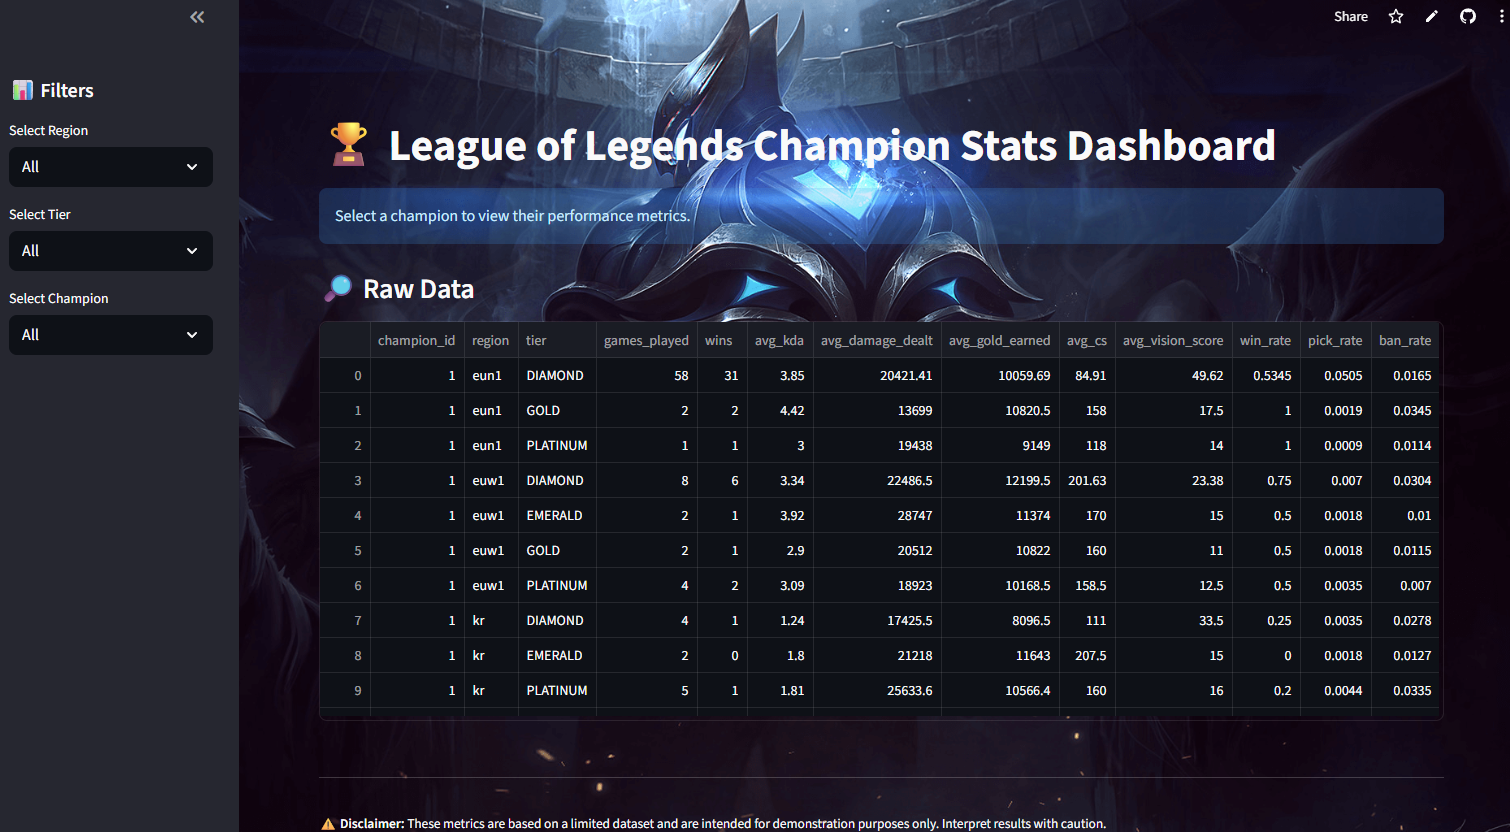 Share
📊 Filters
Select Region
All
Select Tier
All
Select Champion
All
🏆 League of Legends Champion Stats Dashboard
Select a champion to view their performance metrics.
🔎 Raw Data
champion_id region tier games_played wins avg_kda avg_damage_dealt avg_gold_earned avg_cs avg_vision_score win_rate pick_rate ban_rate
0 1 eun1 DIAMOND 58 31 3.85 20421.41 10059.69 84.91 49.62 0.5345 0.0505 0.0165
1 1 eun1 GOLD 2 2 4.42 13699 10820.5 158 17.5 1 0.0019 0.0345
2 1 eun1 PLATINUM 1 1 3 19438 9149 118 14 1 0.0009 0.0114
3 1 euw1 DIAMOND 8 6 3.34 22486.5 12199.5 201.63 23.38 0.75 0.007 0.0304
4 1 euw1 EMERALD 2 1 3.92 28747 11374 170 15 0.5 0.0018 0.01
5 1 euw1 GOLD 2 1 2.9 20512 10822 160 11 0.5 0.0018 0.0115
6 1 euw1 PLATINUM 4 2 3.09 18923 10168.5 158.5 12.5 0.5 0.0035 0.007
7 1 kr DIAMOND 4 1 1.24 17425.5 8096.5 111 33.5 0.25 0.0035 0.0278
8 1 kr EMERALD 2 0 1.8 21218 11643 207.5 15 0 0.0018 0.0127
9 1 kr PLATINUM 5 1 1.81 25633.6 10566.4 160 16 0.2 0.0044 0.0335
⚠️ Disclaimer: These metrics are based on a limited dataset and are intended for demonstration purposes only. Interpret results with caution.